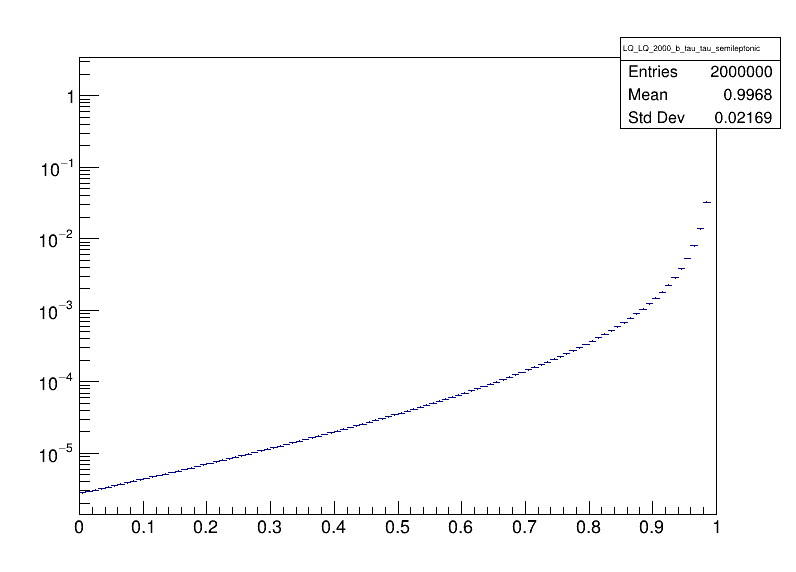 LQ_LQ_2000_b_tau_tau_semileptonic
Entries 2000000
Mean 0.9968
Std Dev 0.02169
1
10−1
10−2
10−3
10−4
10−5
0 0.1 0.2 0.3 0.4 0.5 0.6 0.7 0.8 0.9 1